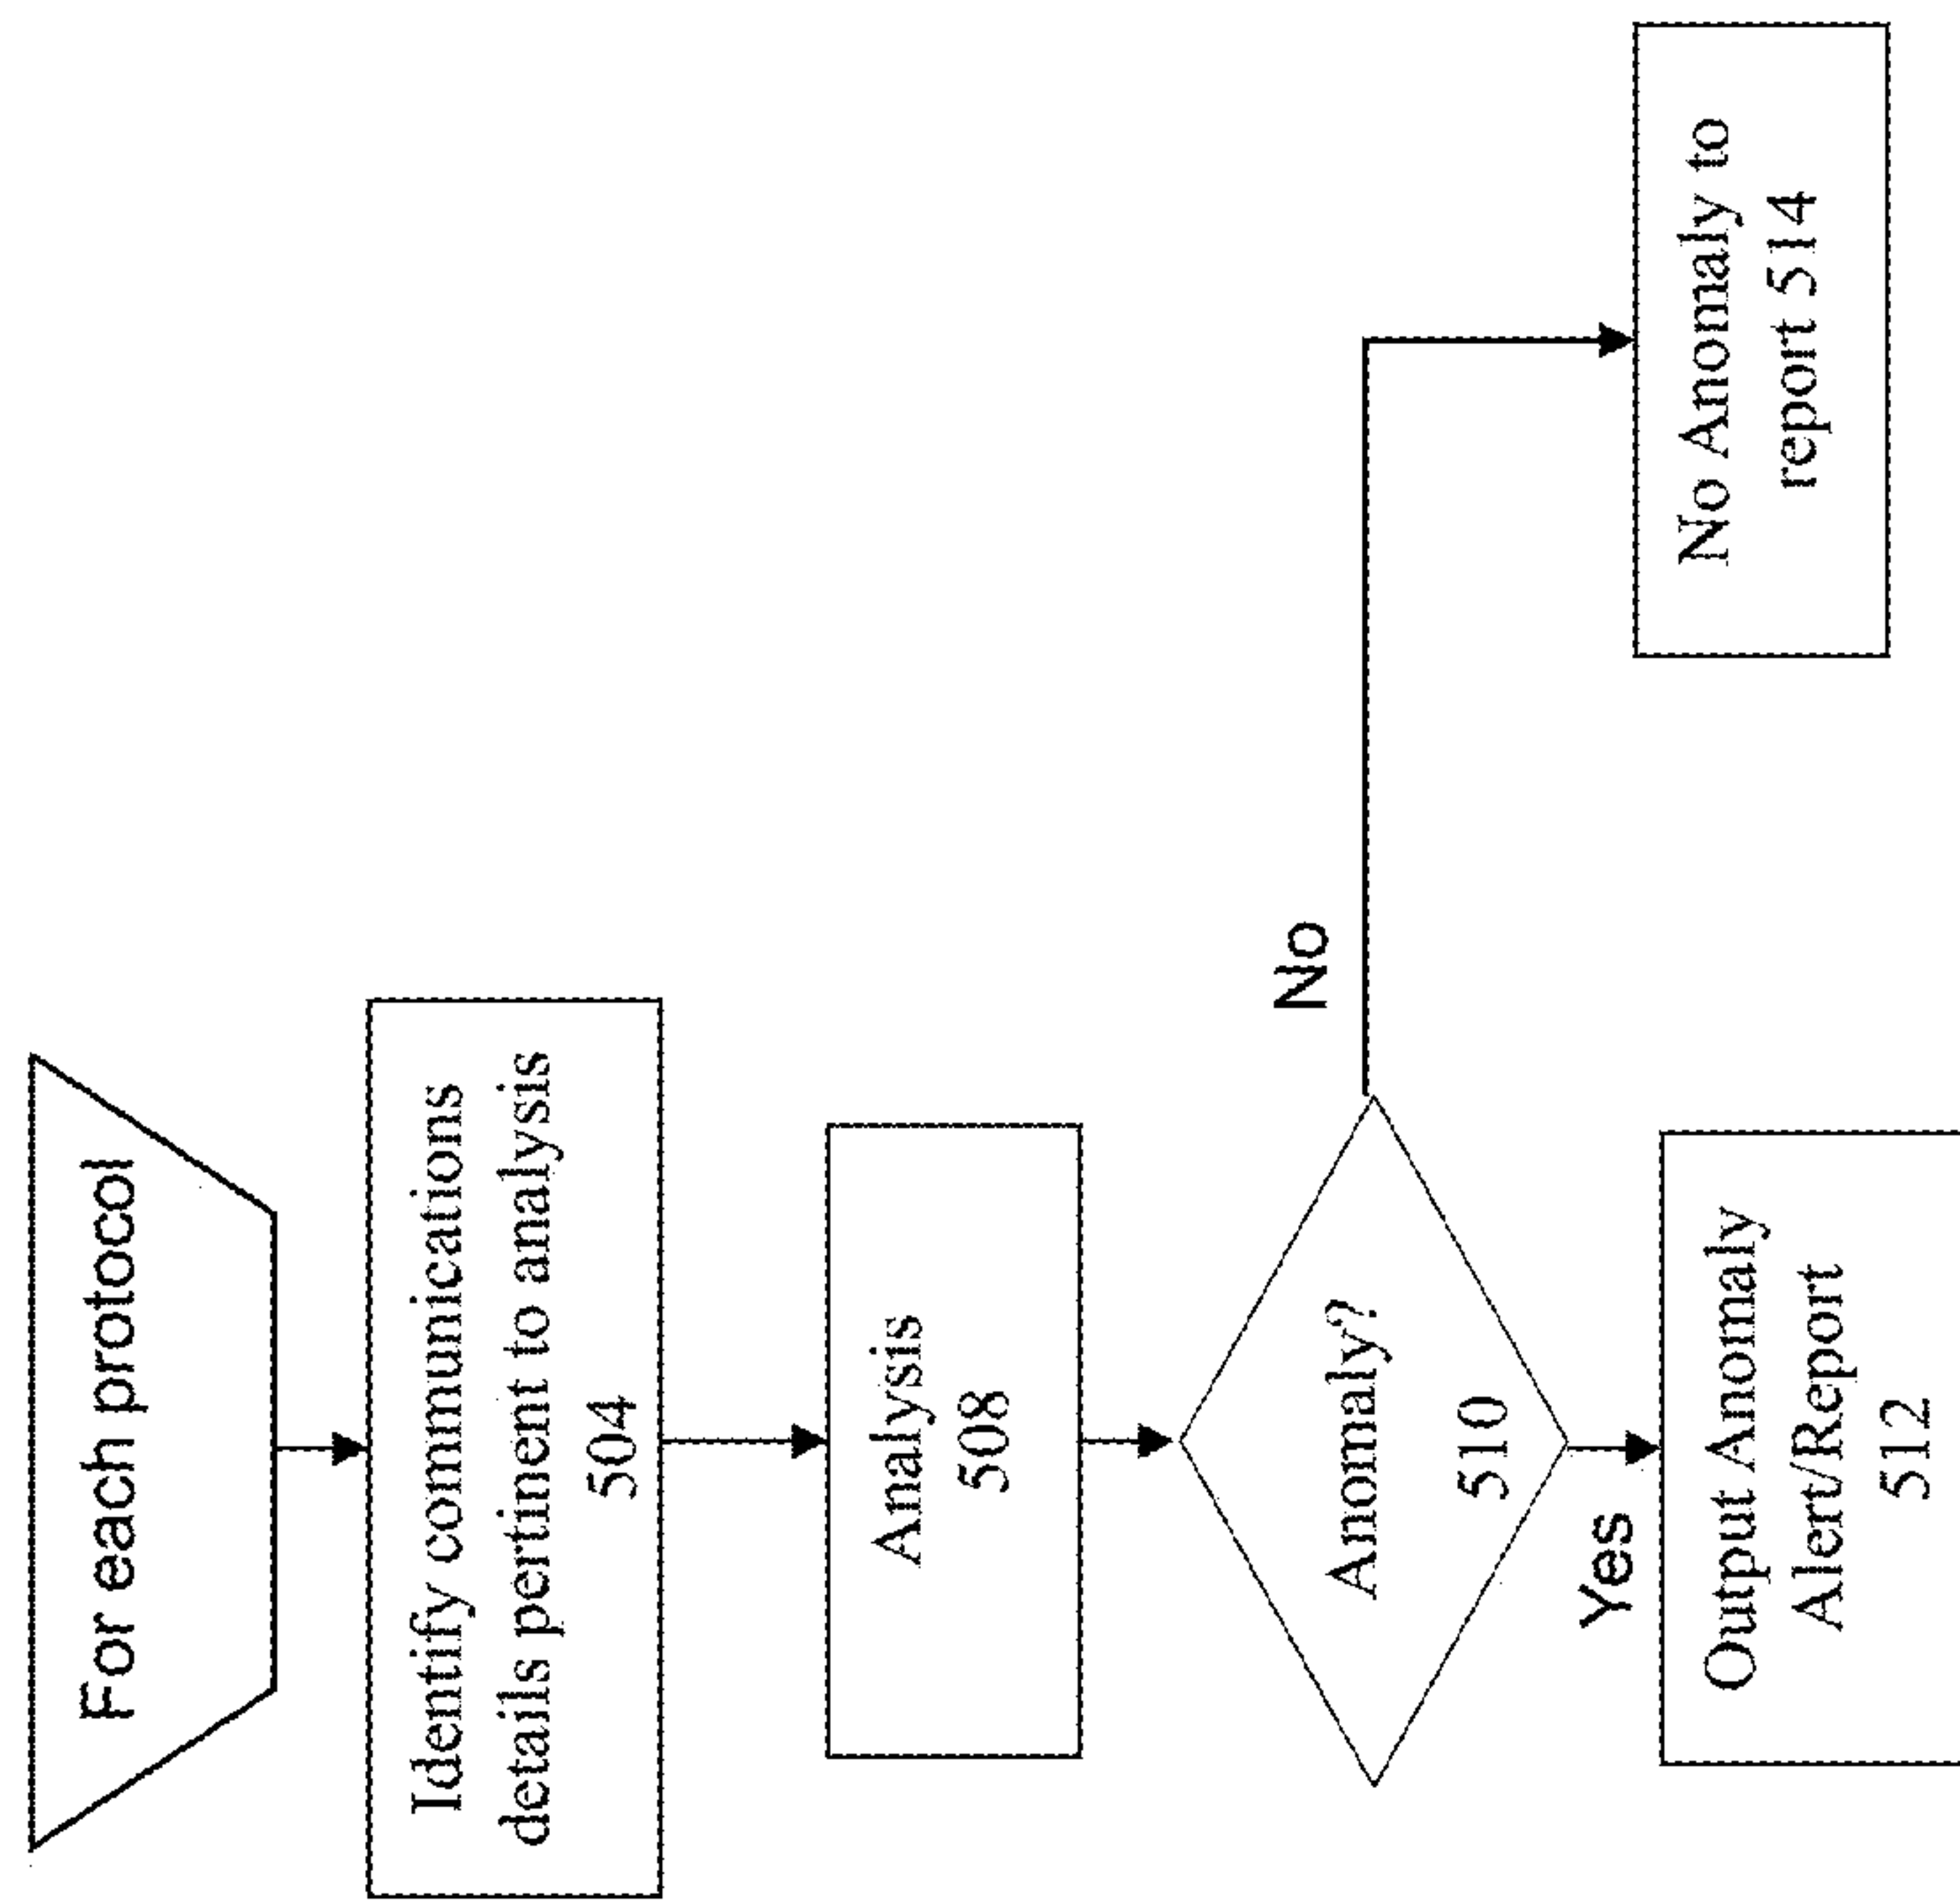 For each protocol
Identify communications
details pertinent to analysis
504
Analysis
508
Anomaly?
510
No
Yes
Output Anomaly
Alert/Report
512
No Anomaly to
report 514